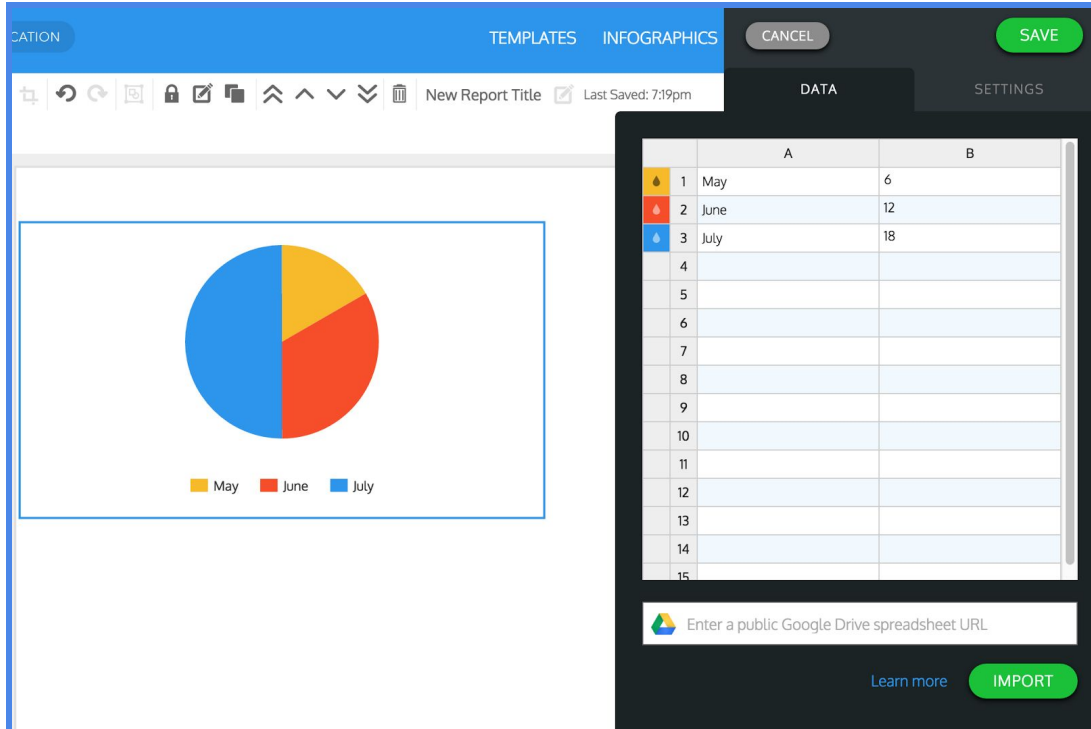 CATION
TEMPLATES INFOGRAPHICS
CANCEL
SAVE
New Report Title
Last Saved: 7:19pm
DATA
SETTINGS
A B
1 May 6
2 June 12
3 July 18
4
5
6
7
8
9
10
11
12
13
14
15
May June July
Enter a public Google Drive spreadsheet URL
Learn more
IMPORT